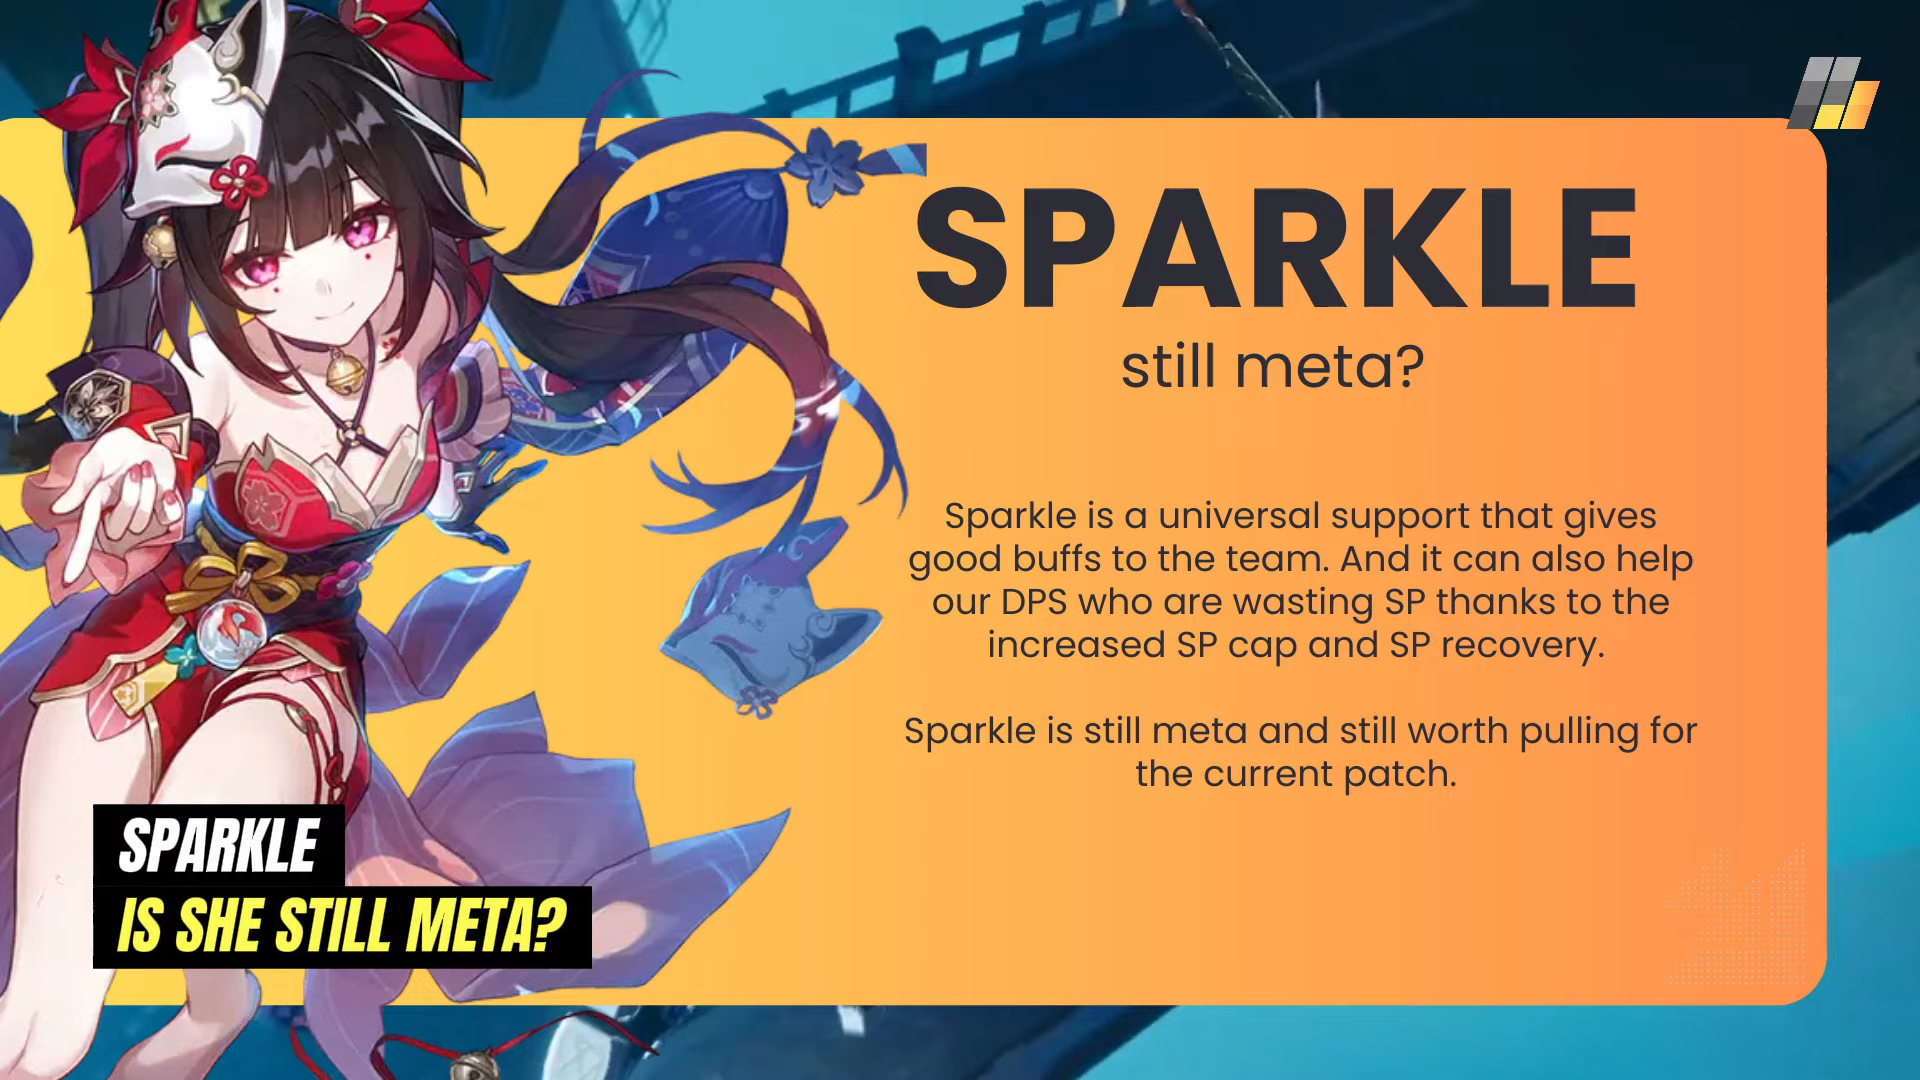 SPARKLE
still meta?
Sparkle is a universal support that gives
good buffs to the team. And it can also help
our DPS who are wasting SP thanks to the
increased SP cap and SP recovery.
Sparkle is still meta and still worth pulling for
the current patch.
SPARKLE
IS SHE STILL META?